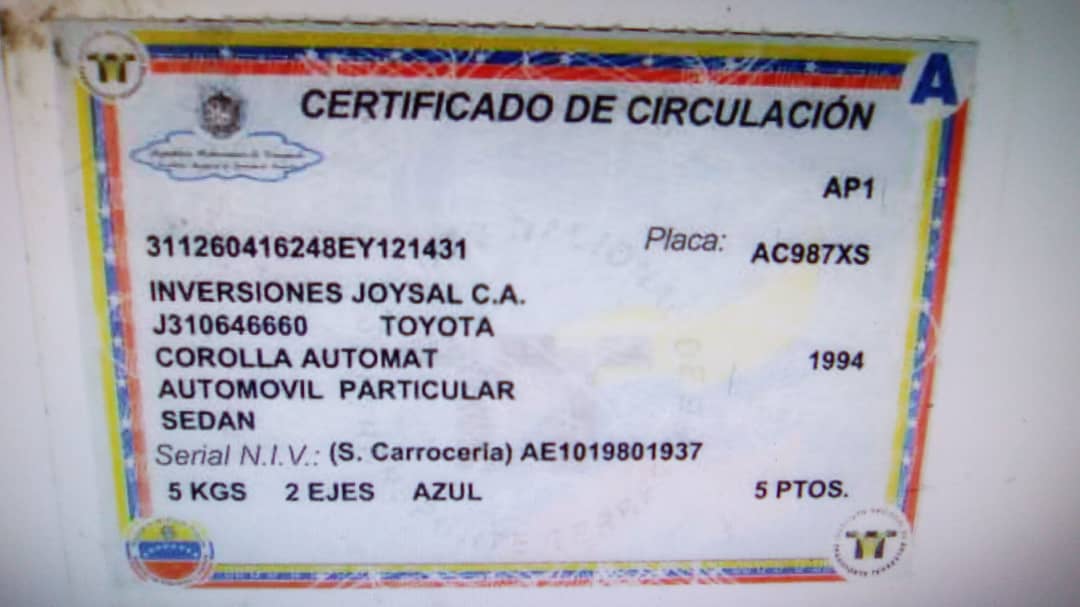 A
CERTIFICADO DE CIRCULACIÓN
AP1
311260416248EY121431 Placa: AC987XS
INVERSIONES JOYSAL C.A.
J310646660 TOYOTA
COROLLA AUTOMAT 1994
AUTOMOVIL PARTICULAR
SEDAN
Serial N.I.V.: (S. Carroceria) AE1019801937
5 KGS 2 EJES AZUL 5 PTOS.